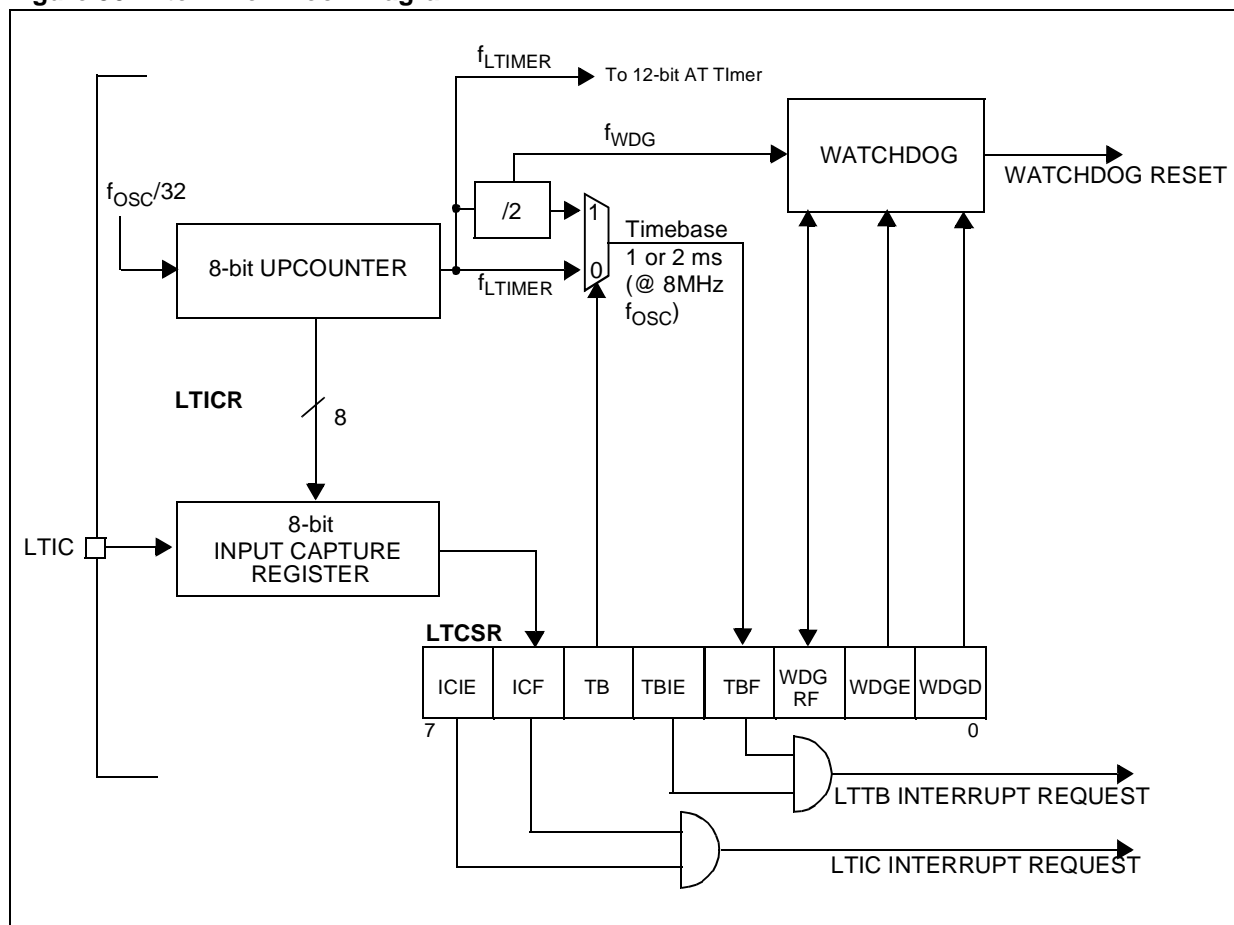 fLTIMER
To 12-bit AT TImer
fWDG
WATCHDOG
WATCHDOG RESET
fOSC/32
/2
1
Timebase
1 or 2 ms
(@ 8MHz
fOSC)
8-bit UPCOUNTER
0
fLTIMER
LTICR
8
LTIC
8-bit
INPUT CAPTURE
REGISTER
LTCSR
ICIE ICF TB TBIE TBF WDG RF WDGE WDGD
7 0
LTTB INTERRUPT REQUEST
LTIC INTERRUPT REQUEST